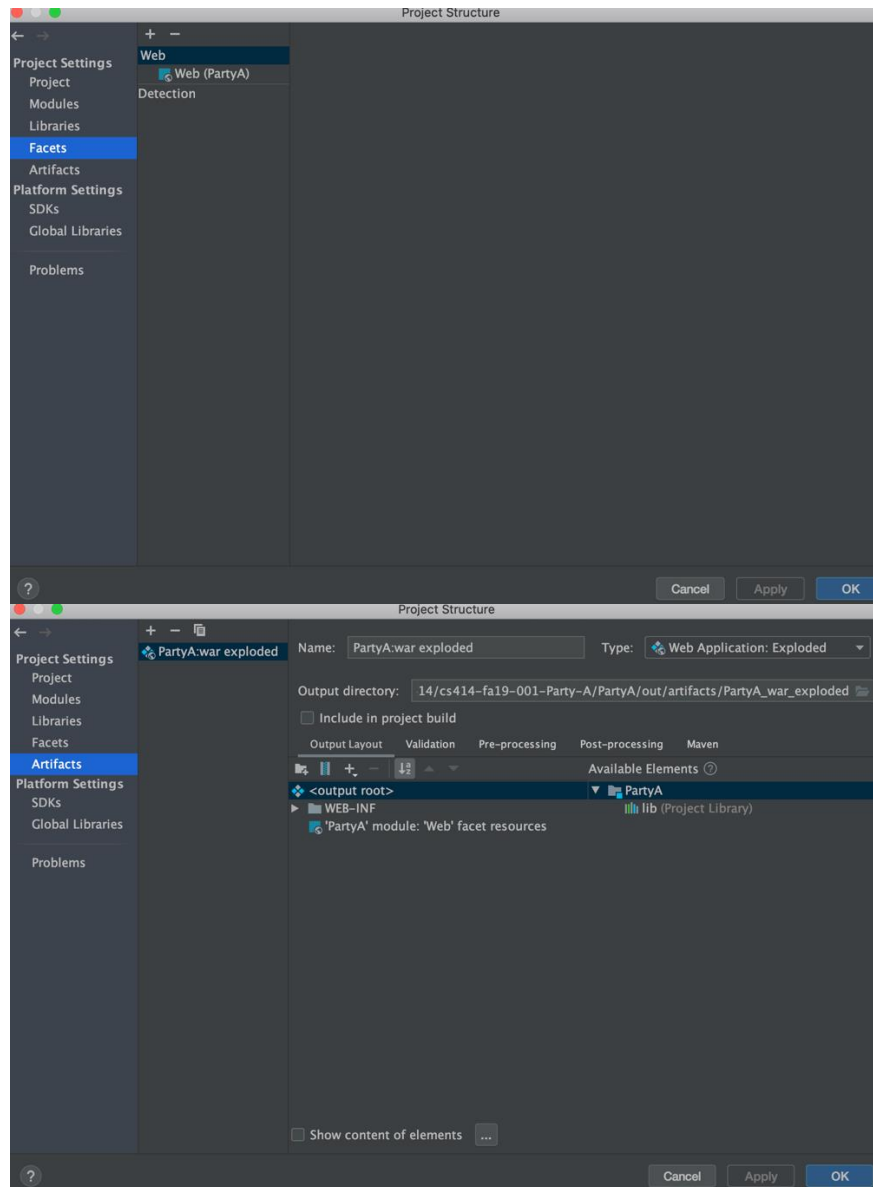 Project Structure
+ −
Project Settings
Project
Modules
Libraries
Facets
Artifacts
Platform Settings
SDKs
Global Libraries
Problems
Web
Web (PartyA)
Detection
?
Cancel
Apply
OK
Project Structure
+ −
Project Settings
Project
Modules
Libraries
Facets
Artifacts
Platform Settings
SDKs
Global Libraries
Problems
PartyA:war exploded
Name: PartyA:war exploded
Type: Web Application: Exploded
Output directory: 14/cs414-fa19-001-Party-A/PartyA/out/artifacts/PartyA_war_exploded
Include in project build
Output Layout Validation Pre-processing Post-processing Maven
Available Elements ?
<output root>
WEB-INF
'PartyA' module: 'Web' facet resources
PartyA
lib (Project Library)
Show content of elements ...
?
Cancel
Apply
OK